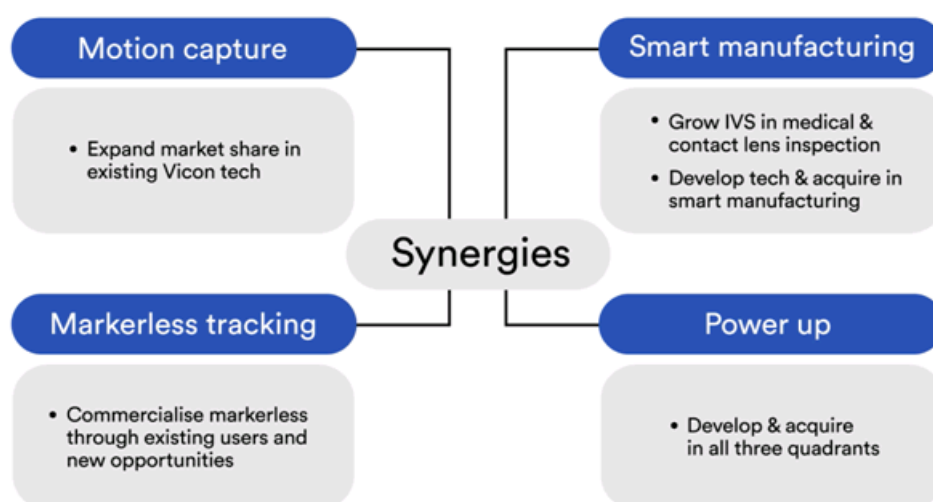 Motion capture
• Expand market share in
existing Vicon tech
Smart manufacturing
• Grow IVS in medical &
contact lens inspection
• Develop tech & acquire in
smart manufacturing
Synergies
Markerless tracking
• Commercialise markerless
through existing users and
new opportunities
Power up
• Develop & acquire
in all three quadrants